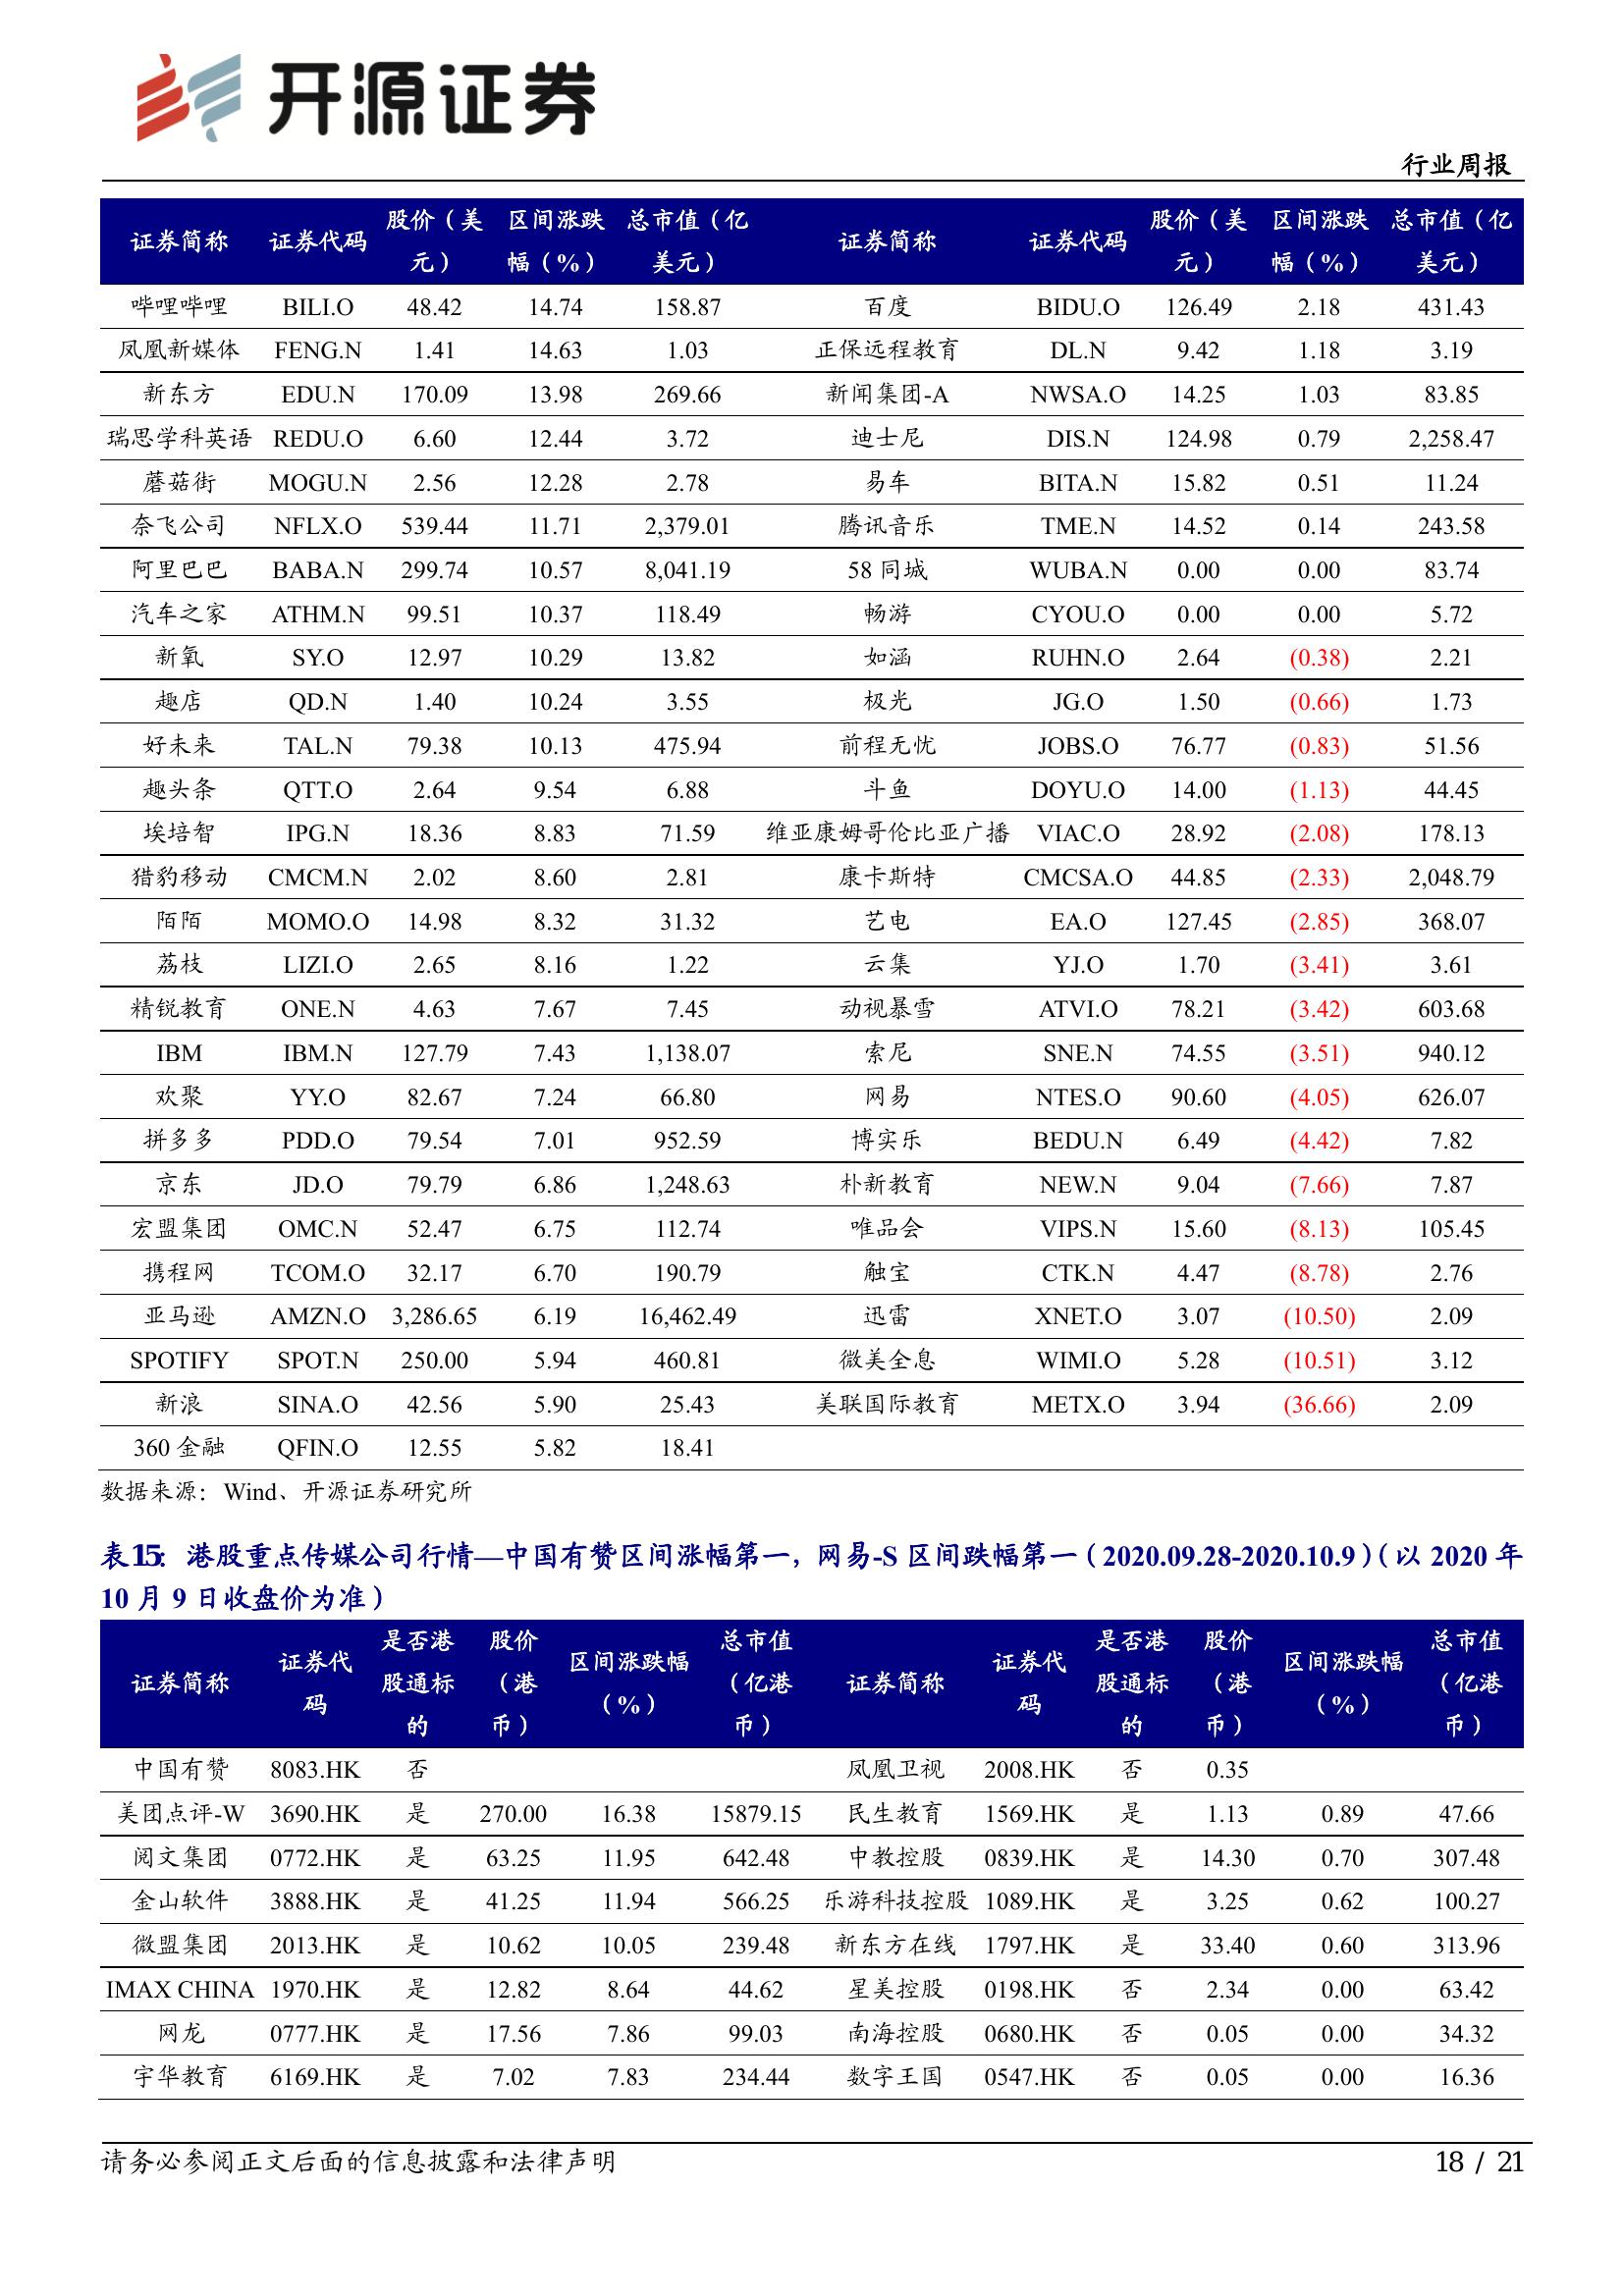 开源证券
行业周报
证券简称 证券代码 股价（美元） 区间涨跌幅（%） 总市值（亿美元） 证券简称 证券代码 股价（美元） 区间涨跌幅（%） 总市值（亿美元）
哔哩哔哩 BILI.O 48.42 14.74 158.87 百度 BIDU.O 126.49 2.18 431.43
凤凰新媒体 FENG.N 1.41 14.63 1.03 正保远程教育 DL.N 9.42 1.18 3.19
新东方 EDU.N 170.09 13.98 269.66 新闻集团-A NWSA.O 14.25 1.03 83.85
瑞思学科英语 REDU.O 6.60 12.44 3.72 迪士尼 DIS.N 124.98 0.79 2,258.47
蘑菇街 MOGU.N 2.56 12.28 2.78 易车 BITA.N 15.82 0.51 11.24
奈飞公司 NFLX.O 539.44 11.71 2,379.01 腾讯音乐 TME.N 14.52 0.14 243.58
阿里巴巴 BABA.N 299.74 10.57 8,041.19 58 同城 WUBA.N 0.00 0.00 83.74
汽车之家 ATHM.N 99.51 10.37 118.49 畅游 CYOU.O 0.00 0.00 5.72
新氧 SY.O 12.97 10.29 13.82 如涵 RUHN.O 2.64 (0.38) 2.21
趣店 QD.N 1.40 10.24 3.55 极光 JG.O 1.50 (0.66) 1.73
好未来 TAL.N 79.38 10.13 475.94 前程无忧 JOBS.O 76.77 (0.83) 51.56
趣头条 QTT.O 2.64 9.54 6.88 斗鱼 DOYU.O 14.00 (1.13) 44.45
埃培智 IPG.N 18.36 8.83 71.59 维亚康姆哥伦比亚广播 VIAC.O 28.92 (2.08) 178.13
猎豹移动 CMCM.N 2.02 8.60 2.81 康卡斯特 CMCSA.O 44.85 (2.33) 2,048.79
陌陌 MOMO.O 14.98 8.32 31.32 艺电 EA.O 127.45 (2.85) 368.07
荔枝 LIZI.O 2.65 8.16 1.22 云集 YJ.O 1.70 (3.41) 3.61
精锐教育 ONE.N 4.63 7.67 7.45 动视暴雪 ATVI.O 78.21 (3.42) 603.68
IBM IBM.N 127.79 7.43 1,138.07 索尼 SNE.N 74.55 (3.51) 940.12
欢聚 YY.O 82.67 7.24 66.80 网易 NTES.O 90.60 (4.05) 626.07
拼多多 PDD.O 79.54 7.01 952.59 博实乐 BEDU.N 6.49 (4.42) 7.82
京东 JD.O 79.79 6.86 1,248.63 朴新教育 NEW.N 9.04 (7.66) 7.87
宏盟集团 OMC.N 52.47 6.75 112.74 唯品会 VIPS.N 15.60 (8.13) 105.45
携程网 TCOM.O 32.17 6.70 190.79 触宝 CTK.N 4.47 (8.78) 2.76
亚马逊 AMZN.O 3,286.65 6.19 16,462.49 迅雷 XNET.O 3.07 (10.50) 2.09
SPOTIFY SPOT.N 250.00 5.94 460.81 微美全息 WIMI.O 5.28 (10.51) 3.12
新浪 SINA.O 42.56 5.90 25.43 美联国际教育 METX.O 3.94 (36.66) 2.09
360 金融 QFIN.O 12.55 5.82 18.41
数据来源：Wind、开源证券研究所
表15：港股重点传媒公司行情—中国有赞区间涨幅第一，网易-S 区间跌幅第一（2020.09.28-2020.10.9）（以 2020 年
10 月 9 日收盘价为准）
证券简称 证券代码 是否港股通标的 股价（港币） 区间涨跌幅（%） 总市值（亿港币） 证券简称 证券代码 是否港股通标的 股价（港币） 区间涨跌幅（%） 总市值（亿港币）
中国有赞 8083.HK 否 凤凰卫视 2008.HK 否 0.35
美团点评-W 3690.HK 是 270.00 16.38 15879.15 民生教育 1569.HK 是 1.13 0.89 47.66
阅文集团 0772.HK 是 63.25 11.95 642.48 中教控股 0839.HK 是 14.30 0.70 307.48
金山软件 3888.HK 是 41.25 11.94 566.25 乐游科技控股 1089.HK 是 3.25 0.62 100.27
微盟集团 2013.HK 是 10.62 10.05 239.48 新东方在线 1797.HK 是 33.40 0.60 313.96
IMAX CHINA 1970.HK 是 12.82 8.64 44.62 星美控股 0198.HK 否 2.34 0.00 63.42
网龙 0777.HK 是 17.56 7.86 99.03 南海控股 0680.HK 否 0.05 0.00 34.32
宇华教育 6169.HK 是 7.02 7.83 234.44 数字王国 0547.HK 否 0.05 0.00 16.36
请务必参阅正文后面的信息披露和法律声明 18 / 21